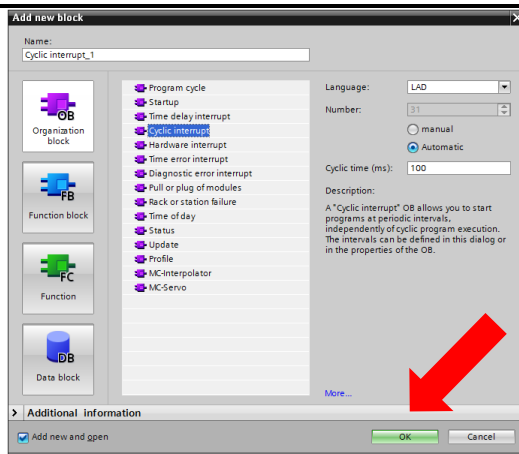 Add new block
Name:
Cyclic interrupt_1
OB
Organization
block
FB
Function block
FC
Function
DB
Data block
Program cycle
Startup
Time delay interrupt
Cyclic interrupt
Hardware interrupt
Time error interrupt
Diagnostic error interrupt
Pull or plug of modules
Rack or station failure
Time of day
Status
Update
Profile
MC-Interpolator
MC-Servo
Language: LAD
Number: 31
manual
Automatic
Cyclic time (ms): 100
Description:
A "Cyclic interrupt" OB allows you to start
programs at periodic intervals,
independently of cyclic program execution.
The intervals can be defined in this dialog or
in the properties of the OB.
More...
> Additional information
Add new and open
OK Cancel